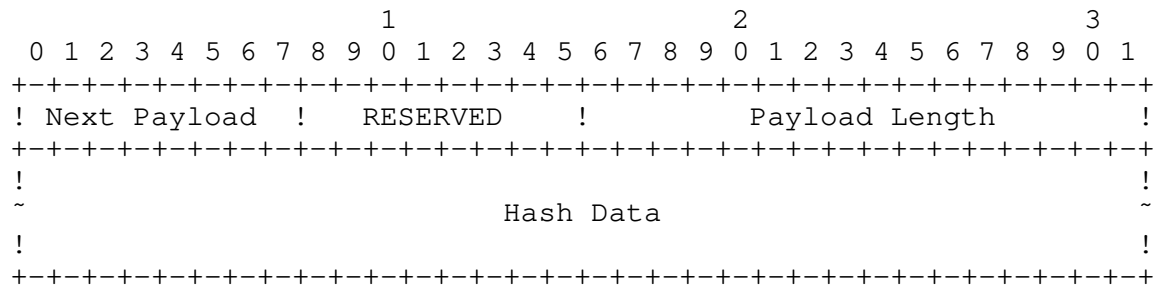 1                   2                   3
 0 1 2 3 4 5 6 7 8 9 0 1 2 3 4 5 6 7 8 9 0 1 2 3 4 5 6 7 8 9 0 1
+-+-+-+-+-+-+-+-+-+-+-+-+-+-+-+-+-+-+-+-+-+-+-+-+-+-+-+-+-+-+-+-+
! Next Payload  !   RESERVED    !         Payload Length        !
+-+-+-+-+-+-+-+-+-+-+-+-+-+-+-+-+-+-+-+-+-+-+-+-+-+-+-+-+-+-+-+-+
!                                                               !
~                           Hash Data                           ~
!                                                               !
+-+-+-+-+-+-+-+-+-+-+-+-+-+-+-+-+-+-+-+-+-+-+-+-+-+-+-+-+-+-+-+-+